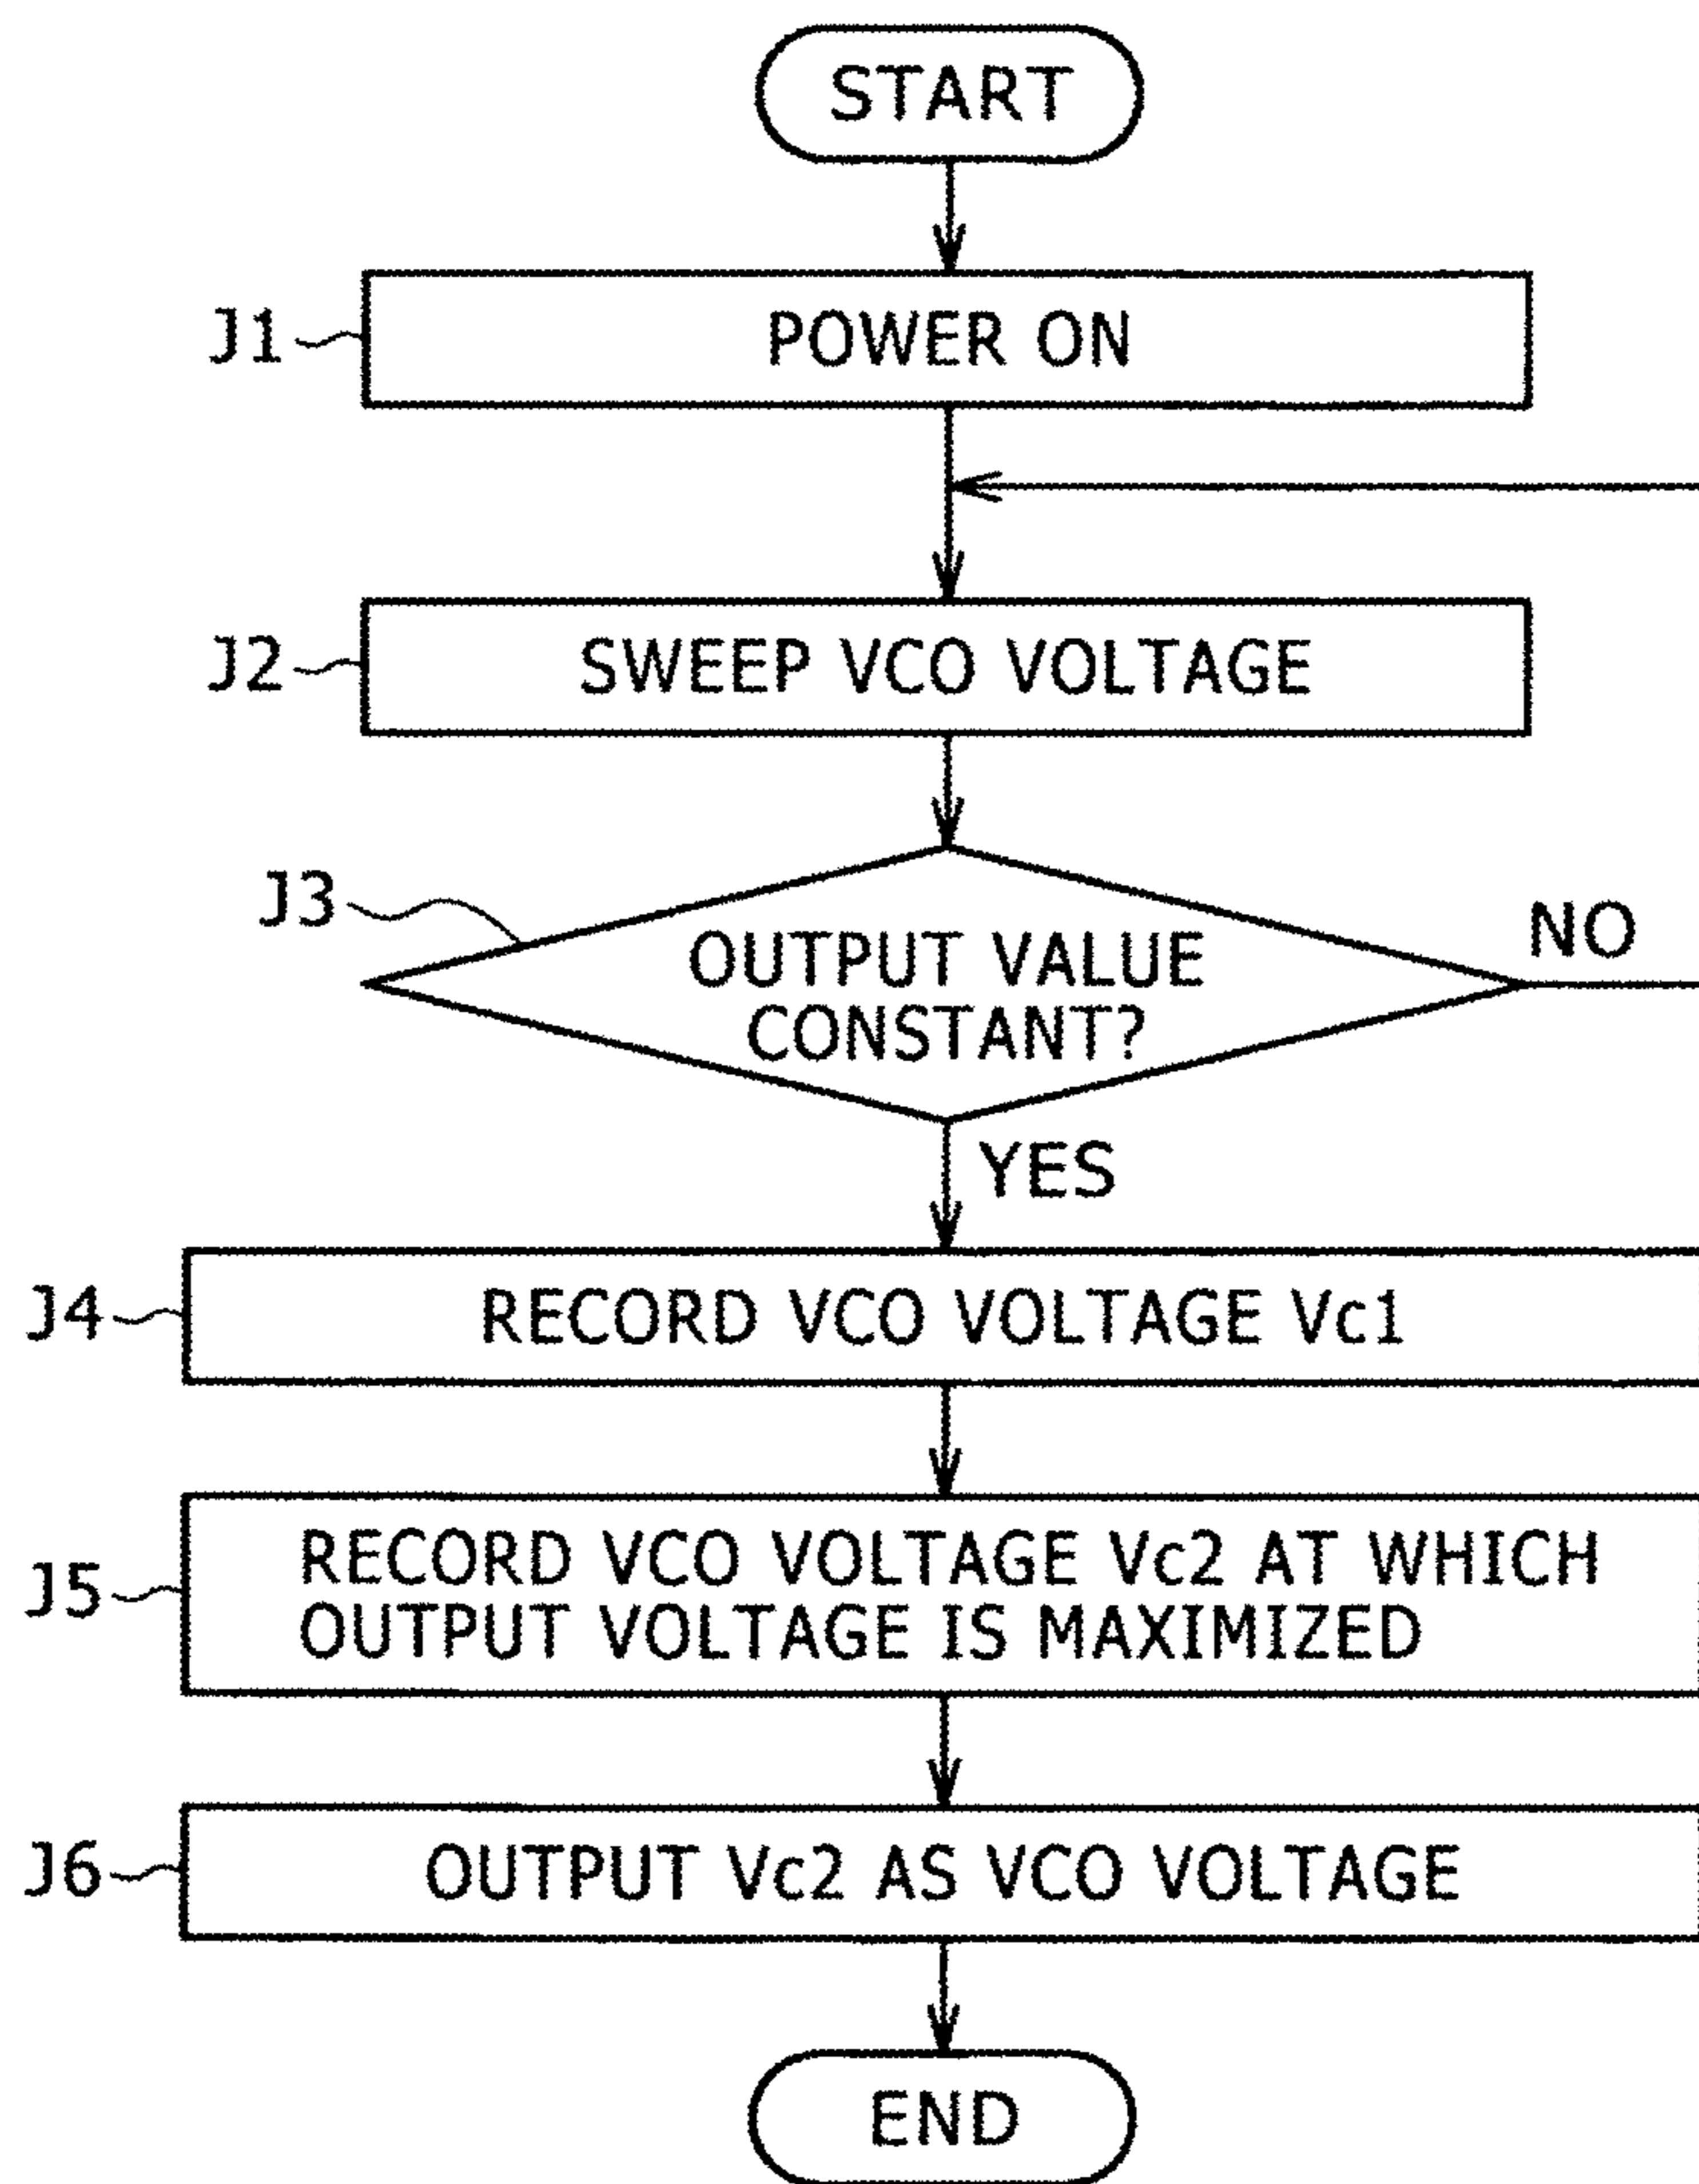 START
J1
POWER ON
J2
SWEEP VCO VOLTAGE
J3
OUTPUT VALUE
CONSTANT?
NO
YES
J4
RECORD VCO VOLTAGE Vc1
J5
RECORD VCO VOLTAGE Vc2 AT WHICH
OUTPUT VOLTAGE IS MAXIMIZED
J6
OUTPUT Vc2 AS VCO VOLTAGE
END